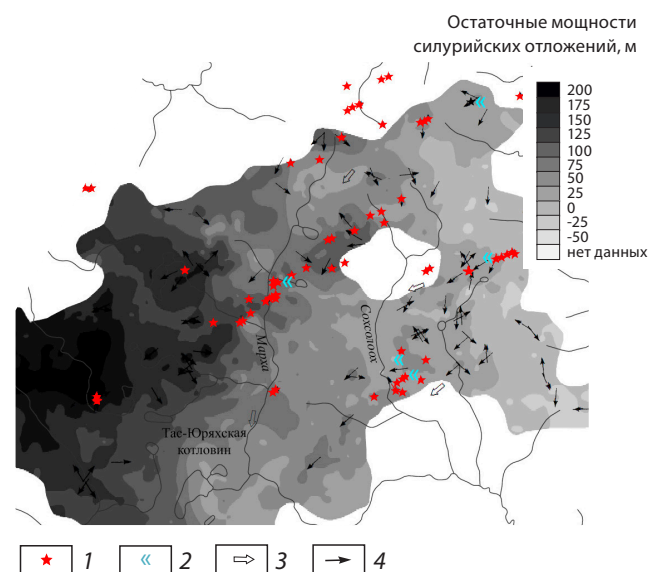 Остаточные мощности
силурийских отложений, м
200
175
150
125
100
75
50
25
0
-25
-50
нет данных
Марха
Сохсолоох
Тае-Юряхская
котловин
1
2
3
4